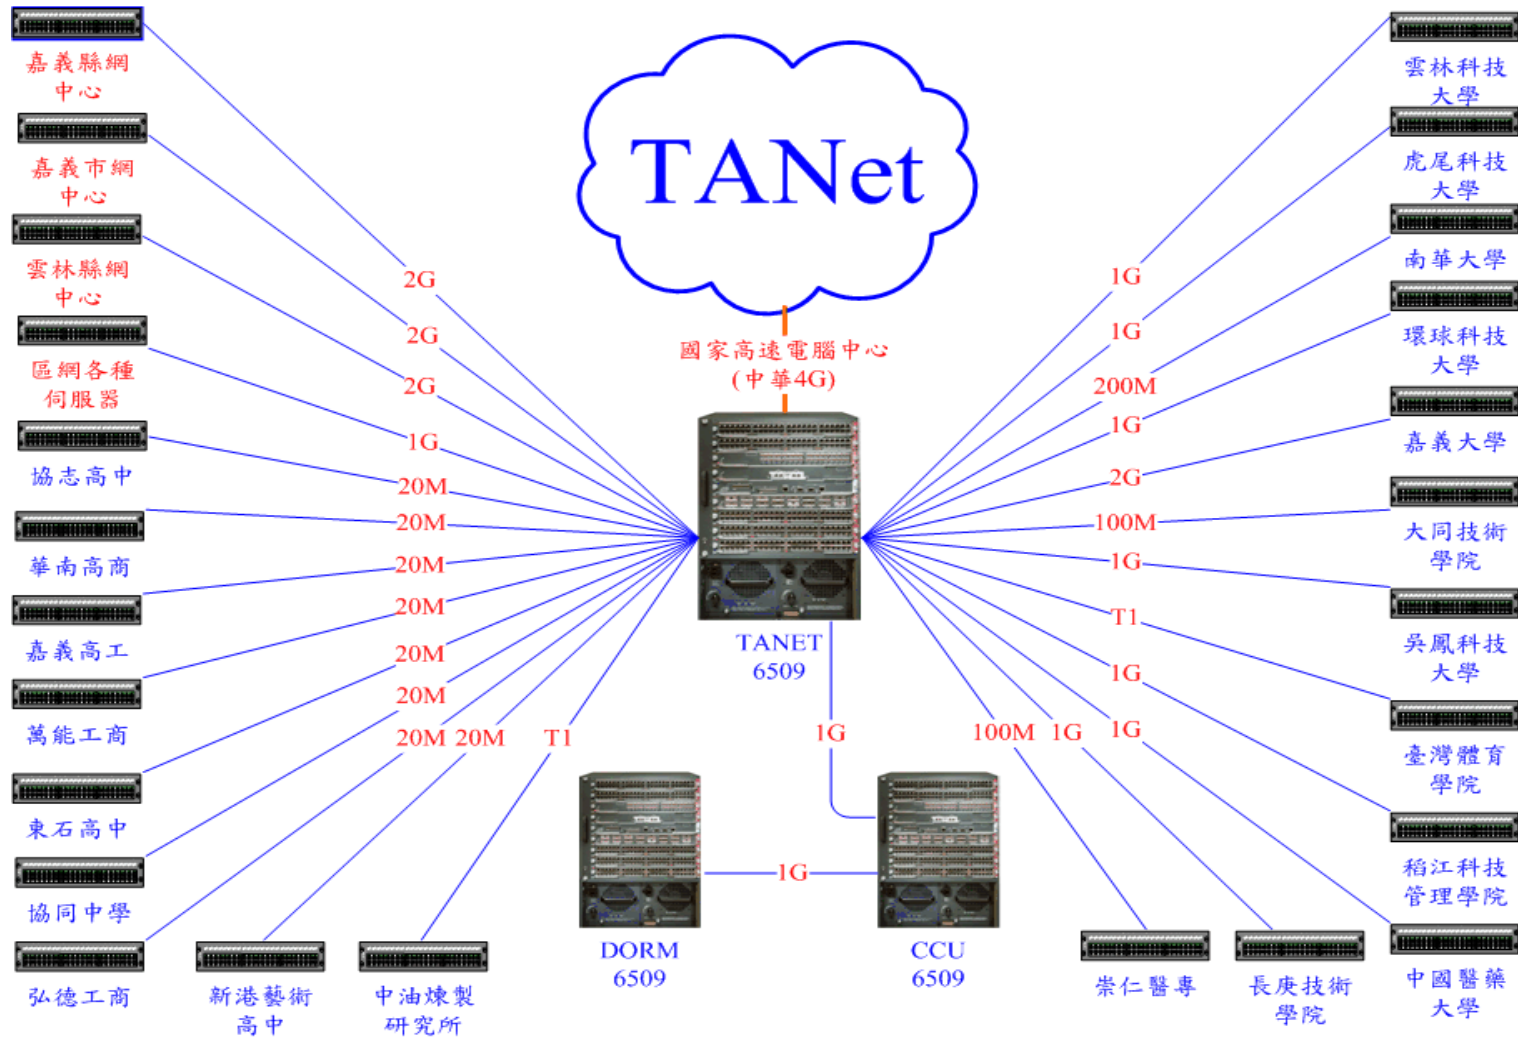 嘉義縣網
中心
嘉義市網
中心
雲林縣網
中心
區網各種
伺服器
協志高中
華南高商
嘉義高工
萬能工商
東石高中
協同中學
弘德工商
新港藝術
高中
中油煉製
研究所
2G
2G
2G
1G
20M
20M
20M
20M
20M
20M
20M 20M T1
TANet
國家高速電腦中心
(中華4G)
TANET
6509
1G
1G
DORM
6509
CCU
6509
1G
1G
200M
1G
2G
100M
1G
T1
1G
100M 1G 1G
雲林科技
大學
虎尾科技
大學
南華大學
環球科技
大學
嘉義大學
大同技術
學院
吳鳳科技
大學
臺灣體育
學院
稻江科技
管理學院
中國醫藥
大學
崇仁醫專
長庚技術
學院